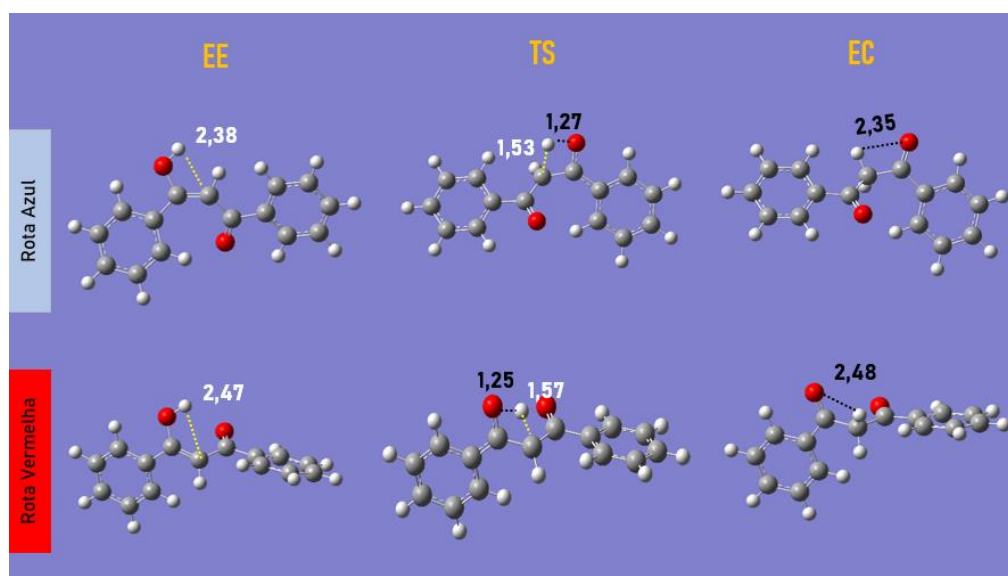 EE TS EC
Rota Azul
2,38
1,53
1,27
2,35
Rota Vermelha
2,47
1,25
1,57
2,48